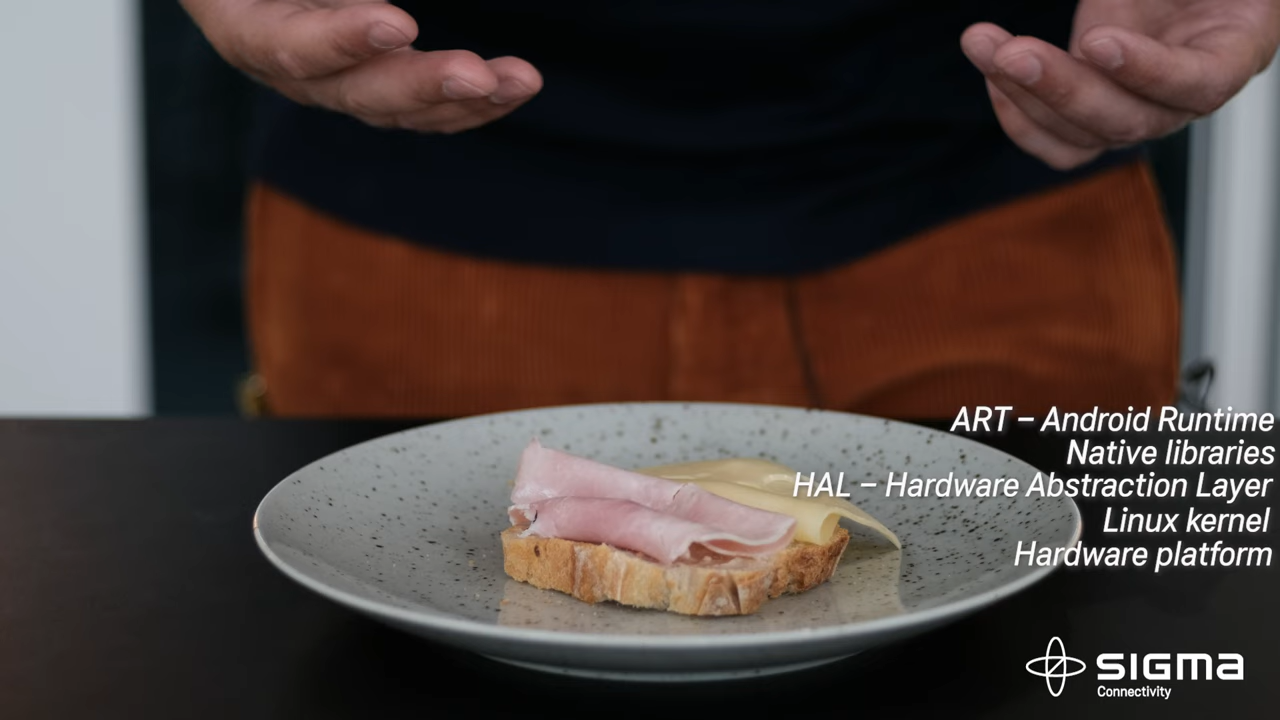 ART – Android Runtime
Native libraries
HAL – Hardware Abstraction Layer
Linux kernel
Hardware platform
sigma
Connectivity